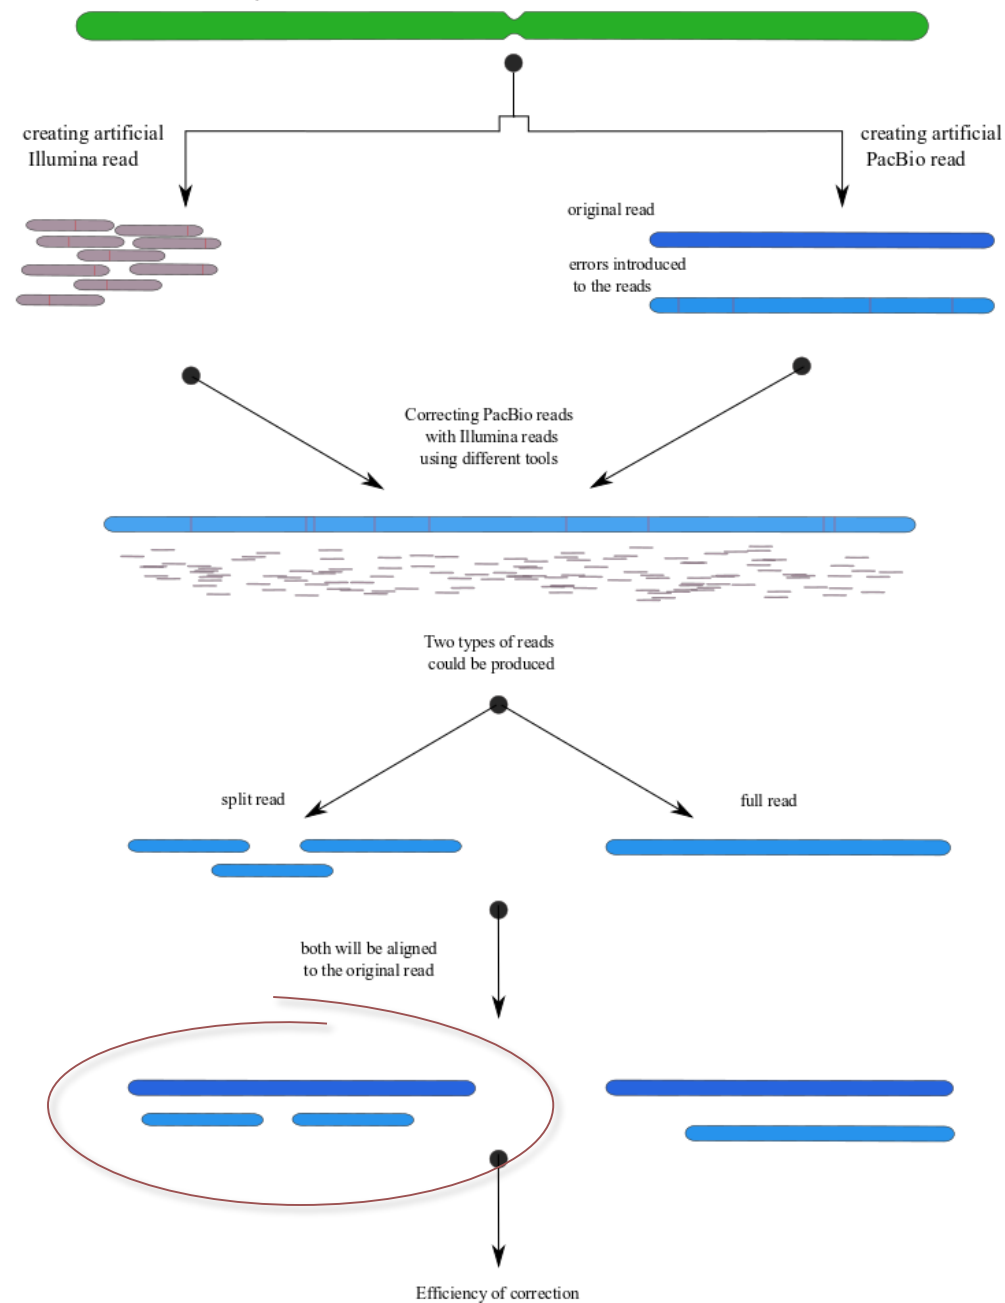 creating artificial
Illumina read
creating artificial
PacBio read
original read
errors introduced
to the reads
Correcting PacBio reads
with Illumina reads
using different tools
Two types of reads
could be produced
split read
full read
both will be aligned
to the original read
Efficiency of correction